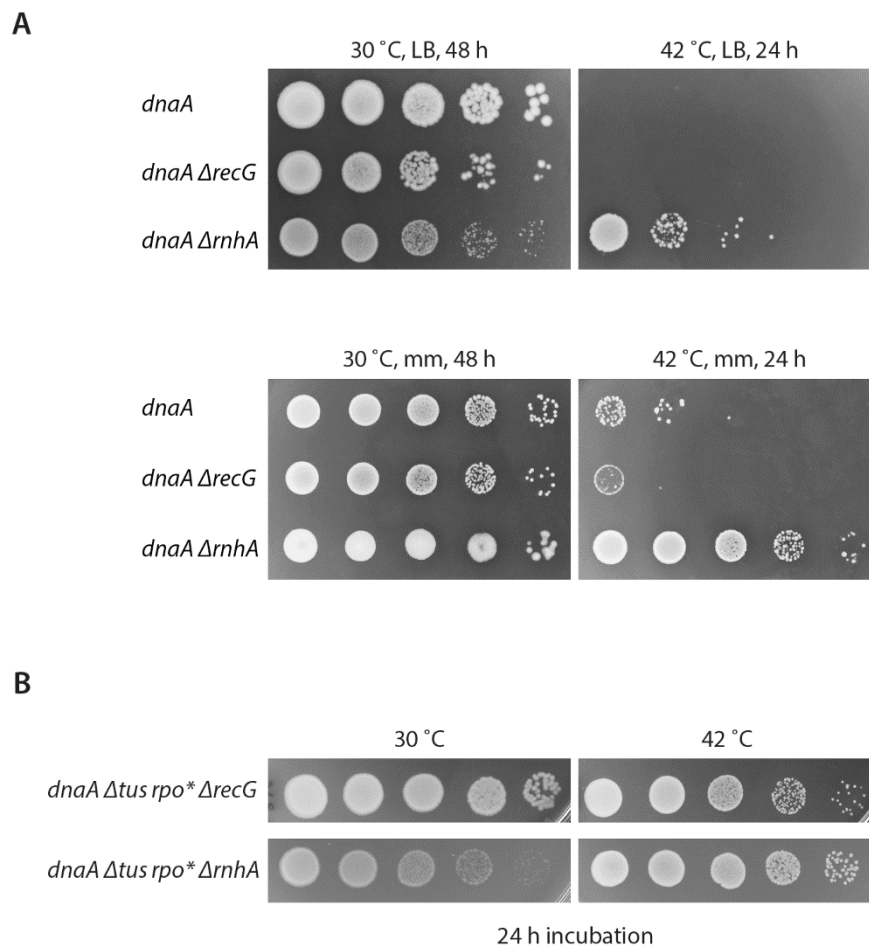 A
30 ˚C, LB, 48 h
42 ˚C, LB, 24 h
dnaA
dnaA ΔrecG
dnaA ΔrnhA
30 ˚C, mm, 48 h
42 ˚C, mm, 24 h
dnaA
dnaA ΔrecG
dnaA ΔrnhA
B
30 ˚C
42 ˚C
dnaA Δtus rpo* ΔrecG
dnaA Δtus rpo* ΔrnhA
24 h incubation